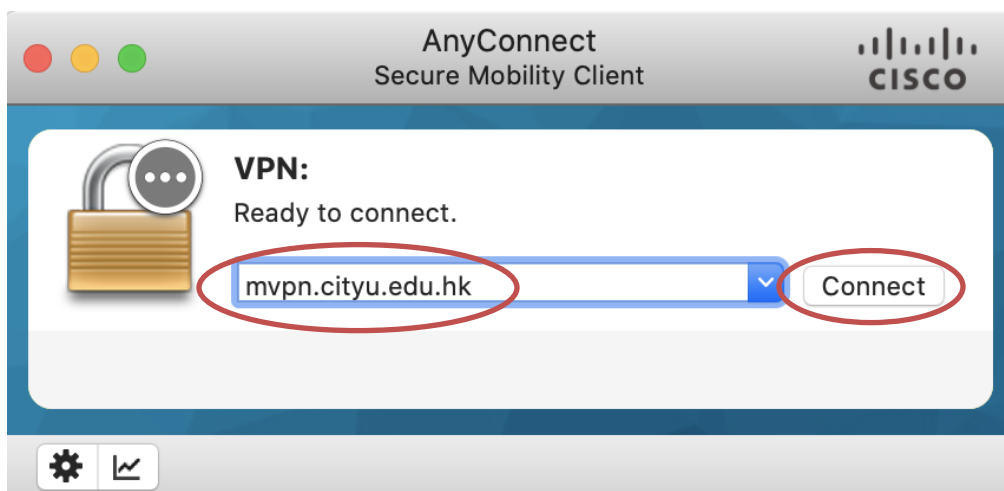 AnyConnect
Secure Mobility Client
CISCO
VPN:
Ready to connect.
mvpn.cityu.edu.hk
Connect